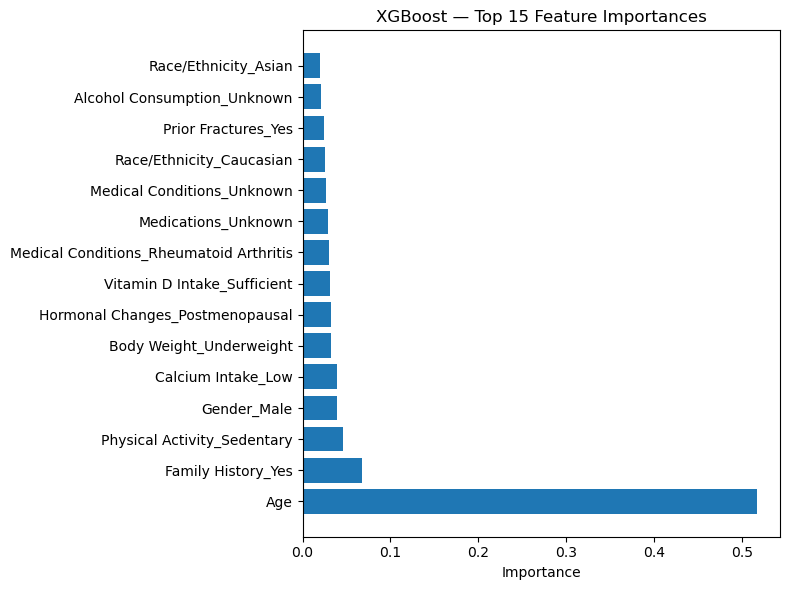 XGBoost — Top 15 Feature Importances
Race/Ethnicity_Asian
Alcohol Consumption_Unknown
Prior Fractures_Yes
Race/Ethnicity_Caucasian
Medical Conditions_Unknown
Medications_Unknown
Medical Conditions_Rheumatoid Arthritis
Vitamin D Intake_Sufficient
Hormonal Changes_Postmenopausal
Body Weight_Underweight
Calcium Intake_Low
Gender_Male
Physical Activity_Sedentary
Family History_Yes
Age
0.0 0.1 0.2 0.3 0.4 0.5
Importance